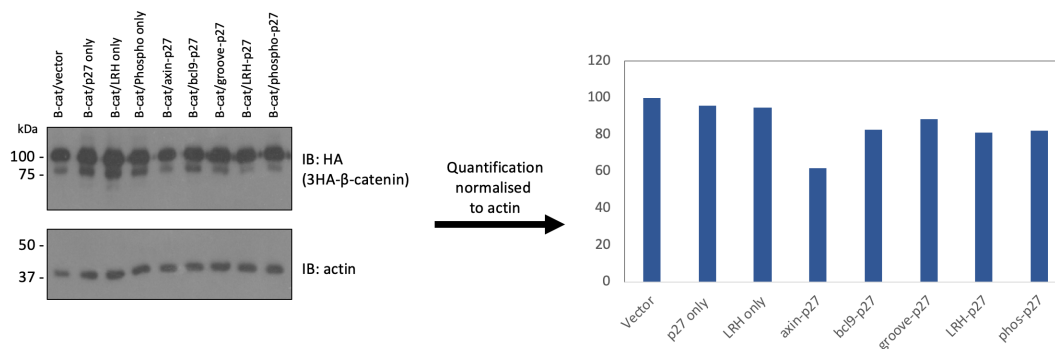 B-cat/vector
B-cat/p27 only
B-cat/LRH only
B-cat/Phospho only
B-cat/axin-p27
B-cat/bcl9-p27
B-cat/groove-p27
B-cat/LRH-p27
B-cat/phospho-p27
kDa
100 -
75 -
IB: HA
(3HA-β-catenin)
50 -
37 -
IB: actin
Quantification
normalised
to actin
120
100
80
60
40
20
0
Vector
p27 only
LRH only
axin-p27
bcl9-p27
groove-p27
LRH-p27
phos-p27